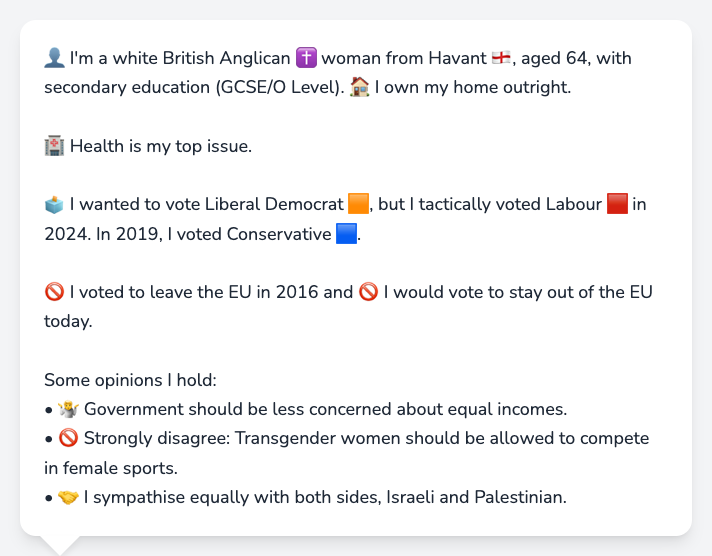 👤 I'm a white British Anglican ✝️ woman from Havant 🏴󠁧󠁢󠁥󠁮󠁧󠁿, aged 64, with
secondary education (GCSE/O Level). 🏠 I own my home outright.
🏥 Health is my top issue.
🗳️ I wanted to vote Liberal Democrat 🟧, but I tactically voted Labour 🟥 in
2024. In 2019, I voted Conservative 🟦.
🚫 I voted to leave the EU in 2016 and 🚫 I would vote to stay out of the EU
today.
Some opinions I hold:
• 🤷 Government should be less concerned about equal incomes.
• 🚫 Strongly disagree: Transgender women should be allowed to compete
in female sports.
• 🤝 I sympathise equally with both sides, Israeli and Palestinian.